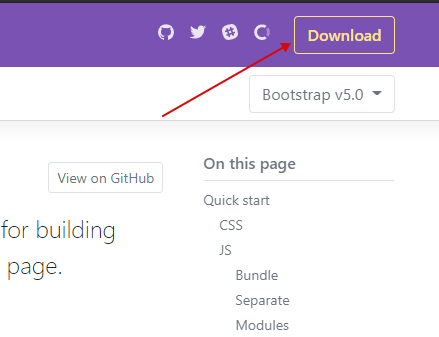 Download
Bootstrap v5.0
View on GitHub
for building
page.
On this page
Quick start
CSS
JS
Bundle
Separate
Modules